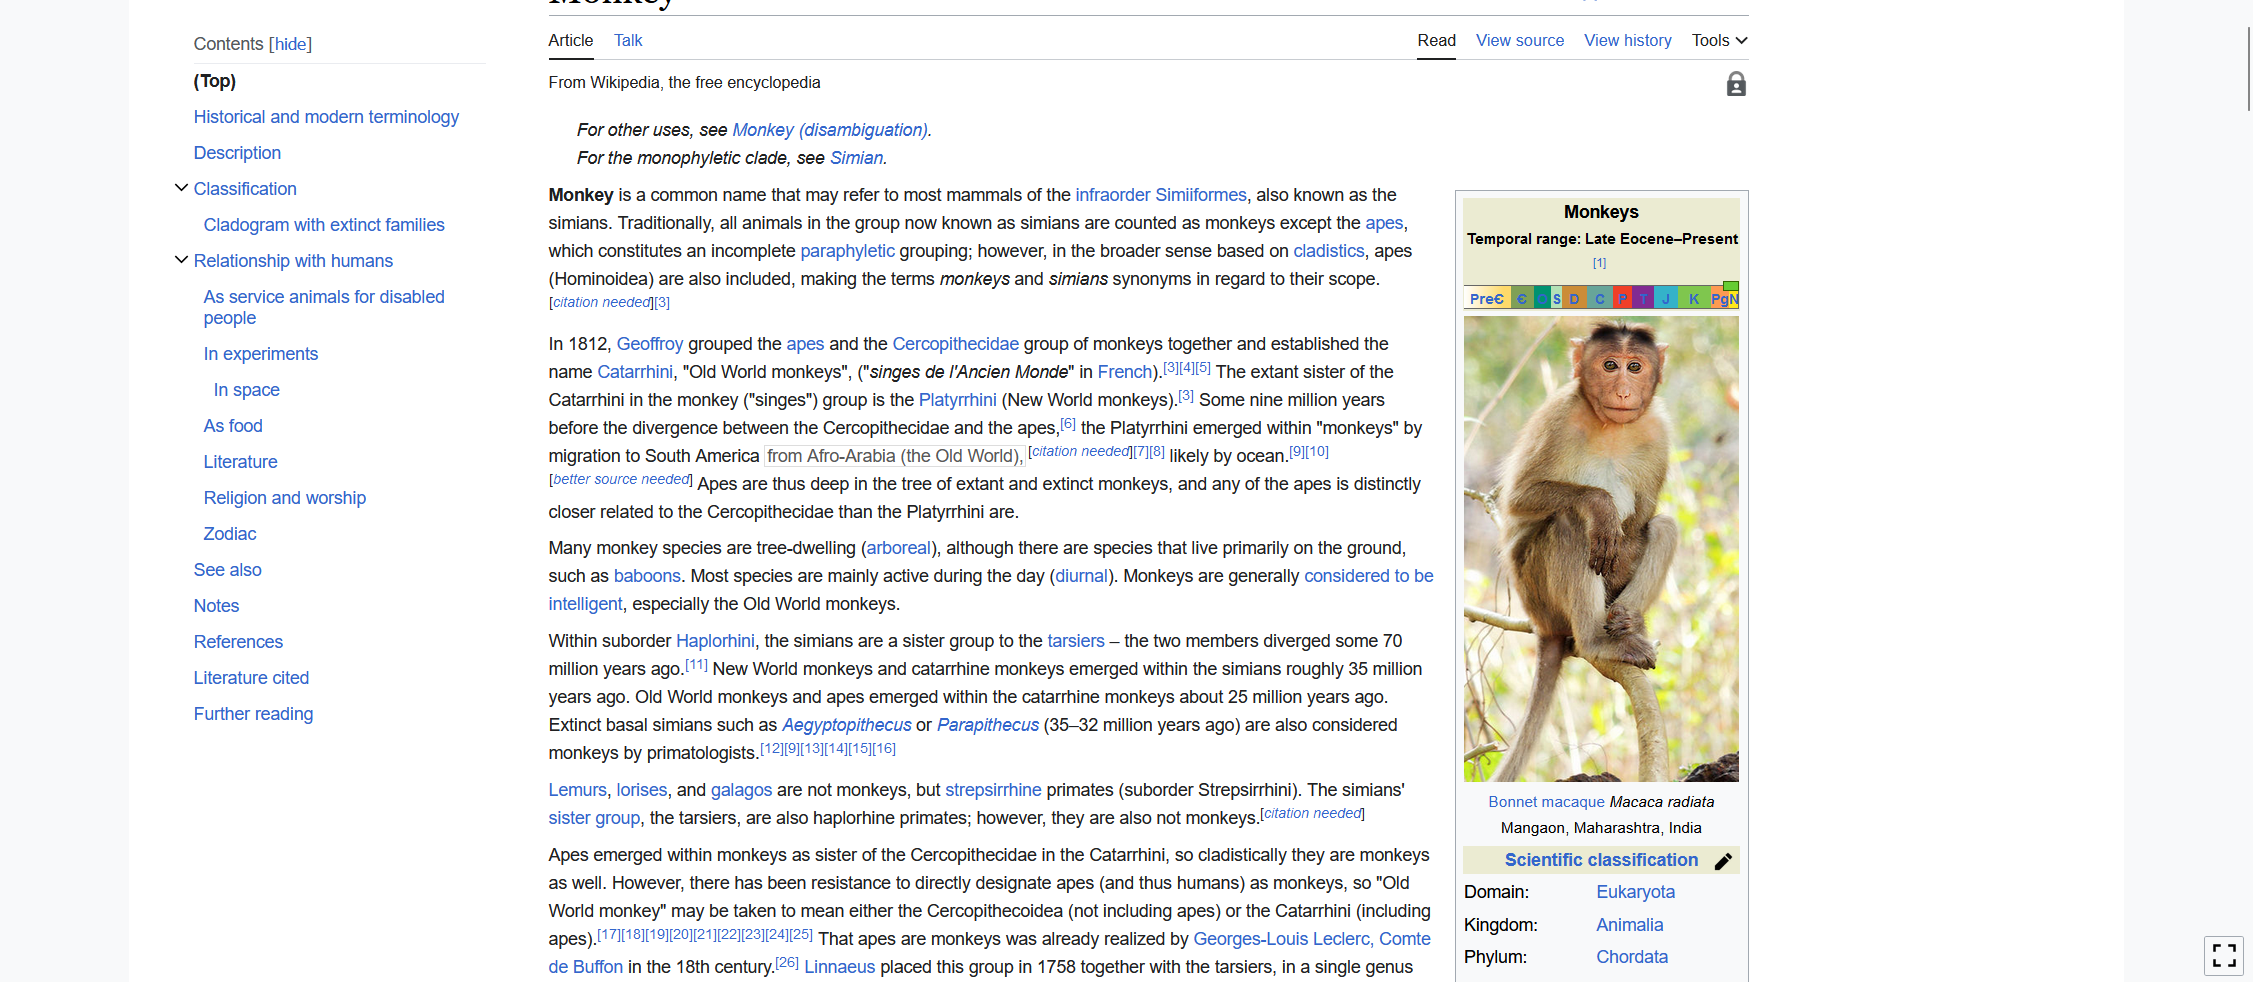 Monkey
Contents [hide]
(Top)
Historical and modern terminology
Description
Classification
Cladogram with extinct families
Relationship with humans
As service animals for disabled
people
In experiments
In space
As food
Literature
Religion and worship
Zodiac
See also
Notes
References
Literature cited
Further reading
Article Talk
Read View source View history Tools
From Wikipedia, the free encyclopedia
For other uses, see Monkey (disambiguation).
For the monophyletic clade, see Simian.
Monkey is a common name that may refer to most mammals of the infraorder Simiiformes, also known as the
simians. Traditionally, all animals in the group now known as simians are counted as monkeys except the apes,
which constitutes an incomplete paraphyletic grouping; however, in the broader sense based on cladistics, apes
(Hominoidea) are also included, making the terms monkeys and simians synonyms in regard to their scope.
[citation needed][3]
In 1812, Geoffroy grouped the apes and the Cercopithecidae group of monkeys together and established the
name Catarrhini, "Old World monkeys", ("singes de l'Ancien Monde" in French).[3][4][5] The extant sister of the
Catarrhini in the monkey ("singes") group is the Platyrrhini (New World monkeys).[3] Some nine million years
before the divergence between the Cercopithecidae and the apes,[6] the Platyrrhini emerged within "monkeys" by
migration to South America from Afro-Arabia (the Old World),[citation needed][7][8] likely by ocean.[9][10]
[better source needed] Apes are thus deep in the tree of extant and extinct monkeys, and any of the apes is distinctly
closer related to the Cercopithecidae than the Platyrrhini are.
Many monkey species are tree-dwelling (arboreal), although there are species that live primarily on the ground,
such as baboons. Most species are mainly active during the day (diurnal). Monkeys are generally considered to be
intelligent, especially the Old World monkeys.
Within suborder Haplorhini, the simians are a sister group to the tarsiers – the two members diverged some 70
million years ago.[11] New World monkeys and catarrhine monkeys emerged within the simians roughly 35 million
years ago. Old World monkeys and apes emerged within the catarrhine monkeys about 25 million years ago.
Extinct basal simians such as Aegyptopithecus or Parapithecus (35–32 million years ago) are also considered
monkeys by primatologists.[12][9][13][14][15][16]
Lemurs, lorises, and galagos are not monkeys, but strepsirrhine primates (suborder Strepsirrhini). The simians'
sister group, the tarsiers, are also haplorhine primates; however, they are also not monkeys.[citation needed]
Apes emerged within monkeys as sister of the Cercopithecidae in the Catarrhini, so cladistically they are monkeys
as well. However, there has been resistance to directly designate apes (and thus humans) as monkeys, so "Old
World monkey" may be taken to mean either the Cercopithecoidea (not including apes) or the Catarrhini (including
apes).[17][18][19][20][21][22][23][24][25] That apes are monkeys was already realized by Georges-Louis Leclerc, Comte
de Buffon in the 18th century.[26] Linnaeus placed this group in 1758 together with the tarsiers, in a single genus
Monkeys
Temporal range: Late Eocene–Present
[1]
PreꞒ Ꞓ O S D C P T J K Pg N
Bonnet macaque Macaca radiata
Mangaon, Maharashtra, India
Scientific classification
Domain: Eukaryota
Kingdom: Animalia
Phylum: Chordata